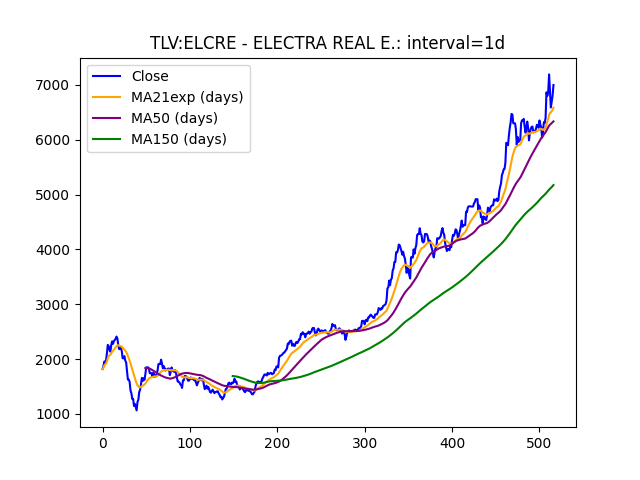 TLV:ELCRE - ELECTRA REAL E.: interval=1d
Close
MA21exp (days)
MA50 (days)
MA150 (days)
7000
6000
5000
4000
3000
2000
1000
0 100 200 300 400 500